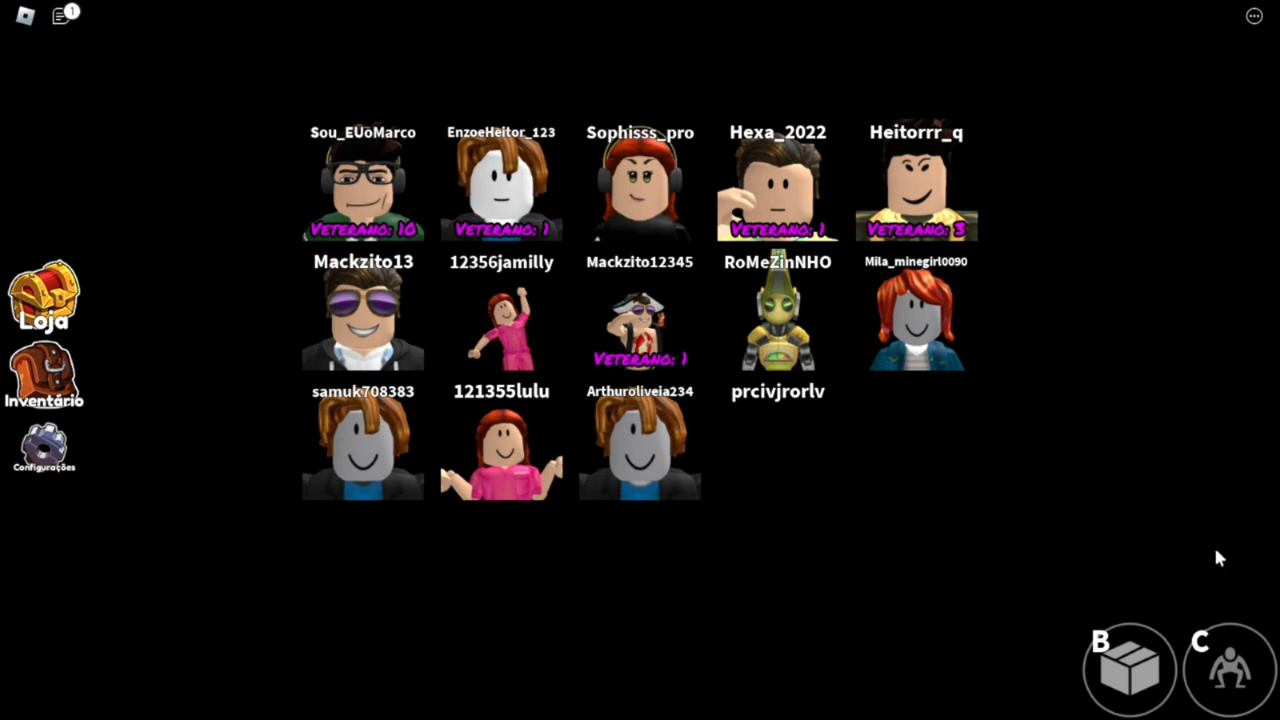 1
Sou_EUoMarco
EnzoeHeitor_123
Sophisss_pro
Hexa_2022
Heitorrr_q
VETERANO: 10
VETERANO: 1
VETERANO: 1
VETERANO: 3
Mackzito13
12356jamilly
Mackzito12345
RoMeZinNHO
Mila_minegirl0090
VETERANO: 1
Loja
Inventário
Configurações
samuk708383
121355lulu
Arthuroliveia234
prcivjrorlv
B
C